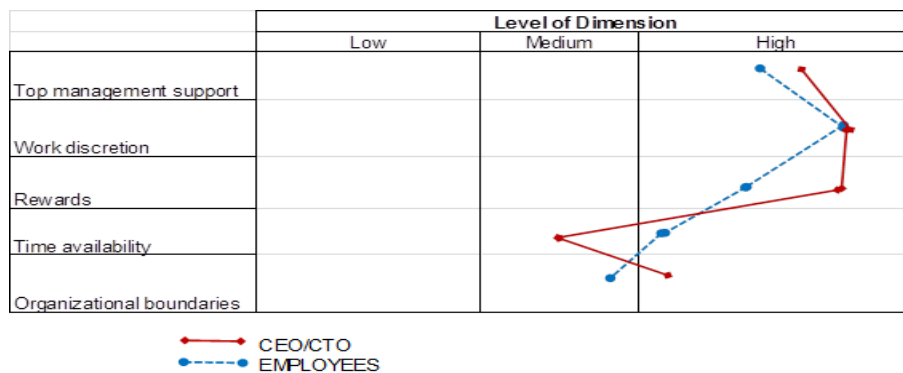 Level of Dimension
Low Medium High
Top management support
Work discretion
Rewards
Time availability
Organizational boundaries
CEO/CTO
EMPLOYEES